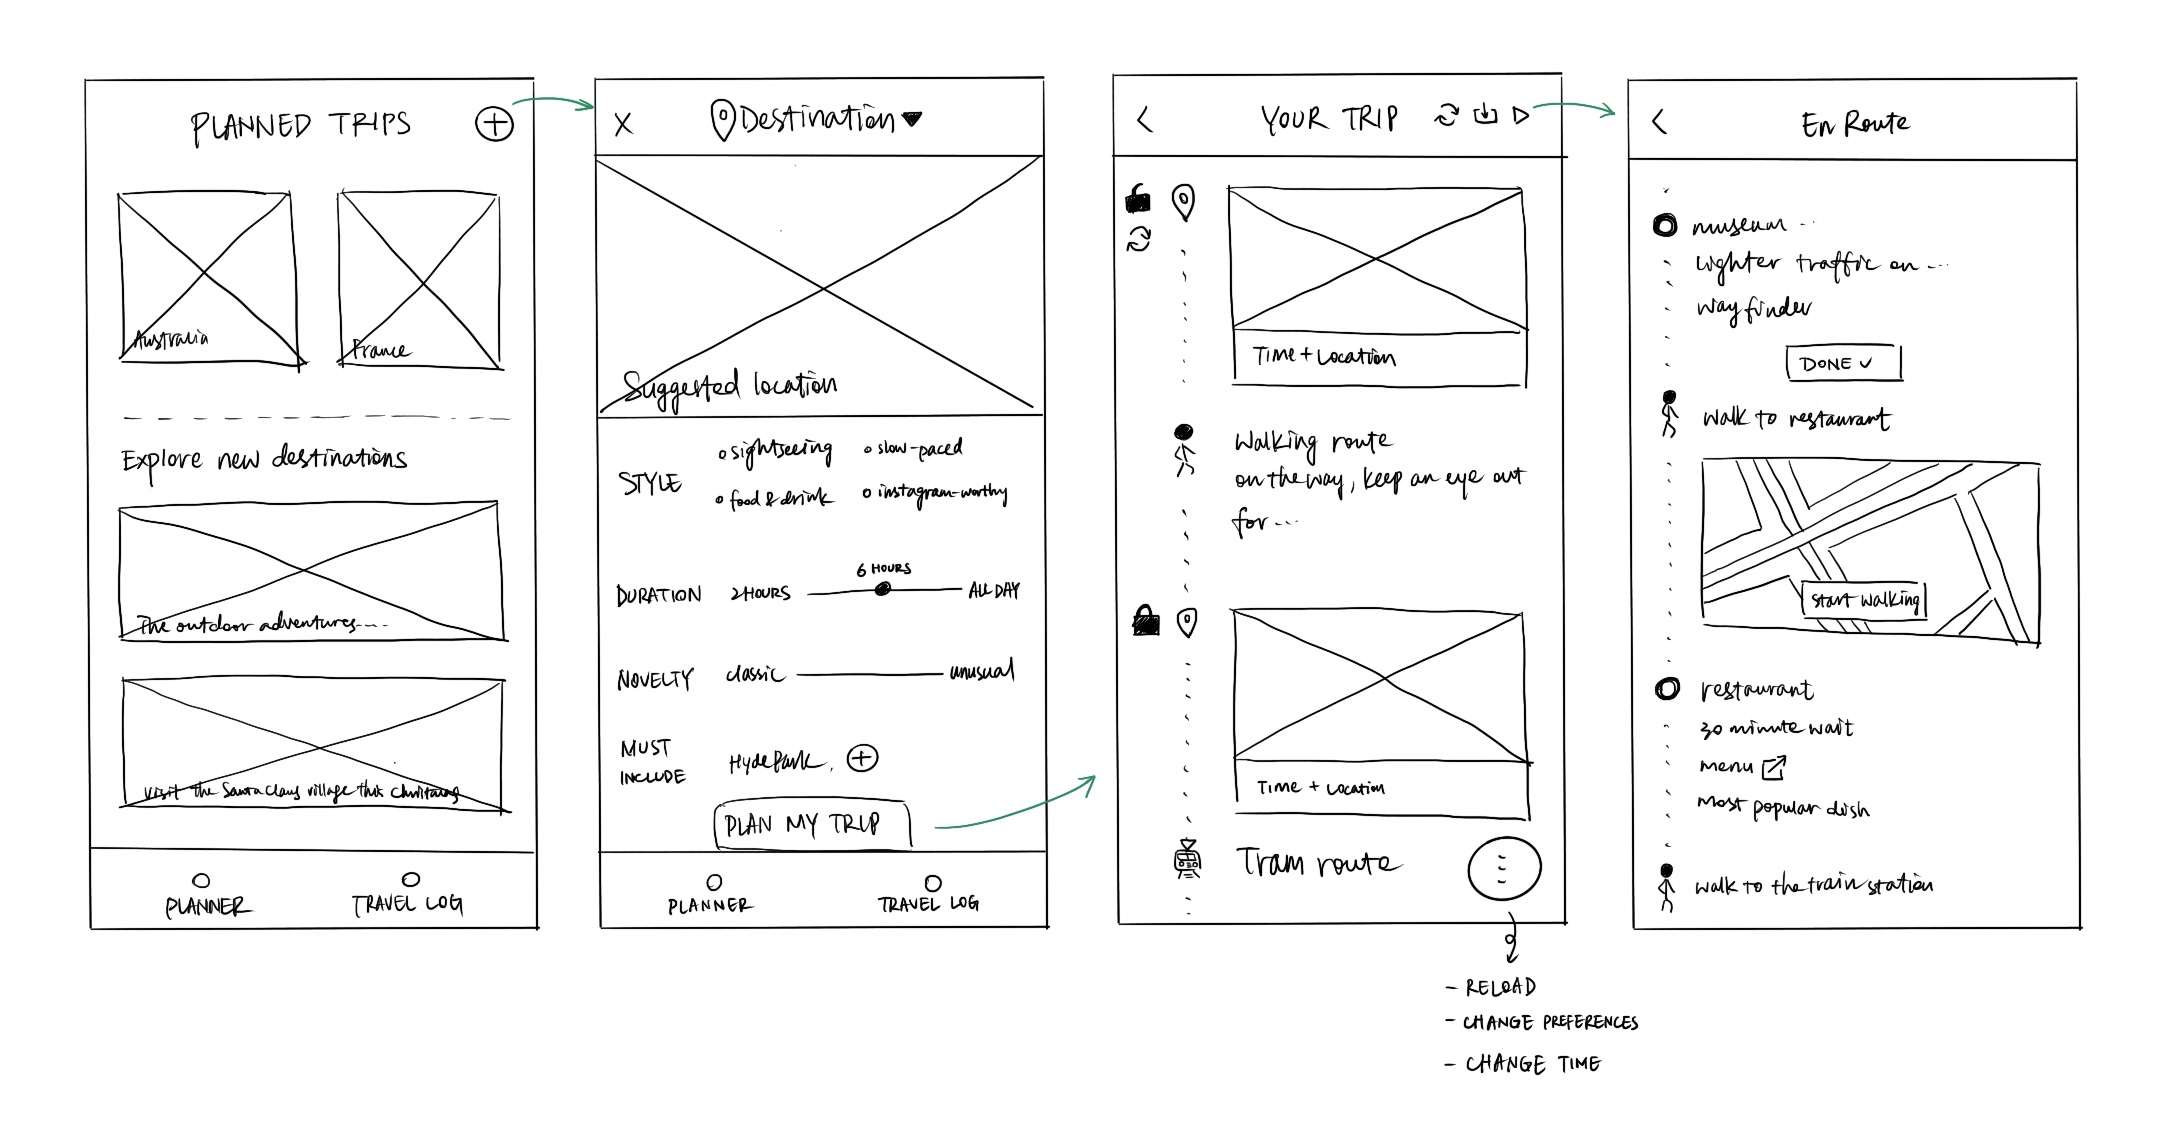 PLANNED TRIPS
Australia
France
Explore new destinations
The outdoor adventures----
Visit the Santa Claus village this Christmas
PLANNER
TRAVEL LOG
X
Destination
Suggested location
STYLE
sightseeing
slow-paced
food & drink
instagram-worthy
DURATION
2HOURS
6 HOURS
ALL DAY
NOVELTY
classic
unusual
MUST
INCLUDE
Hyde Park,
PLAN MY TRIP
PLANNER
TRAVEL LOG
YOUR TRIP
Time + Location
Walking route
on the way, keep an eye out
for ---
Time + Location
Tram route
- RELOAD
- CHANGE PREFERENCES
- CHANGE TIME
En Route
museum ...
lighter traffic on ---
way finder
DONE ✓
walk to restaurant
start walking
restaurant
30 minute wait
menu
most popular dish
walk to the train station